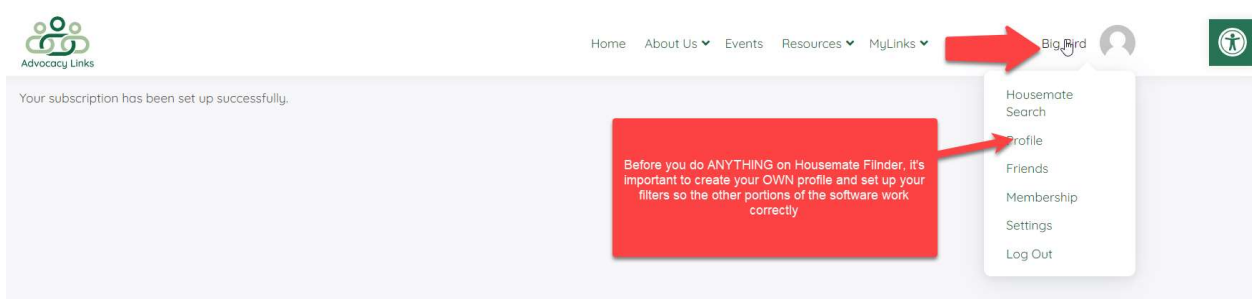 Advocacy Links
Home About Us Events Resources MyLinks
Big Bird
Your subscription has been set up successfully.
Housemate
Search
Profile
Friends
Membership
Settings
Log Out
Before you do ANYTHING on Housemate FiInder, it's
important to create your OWN profile and set up your
filters so the other portions of the software work
correctly